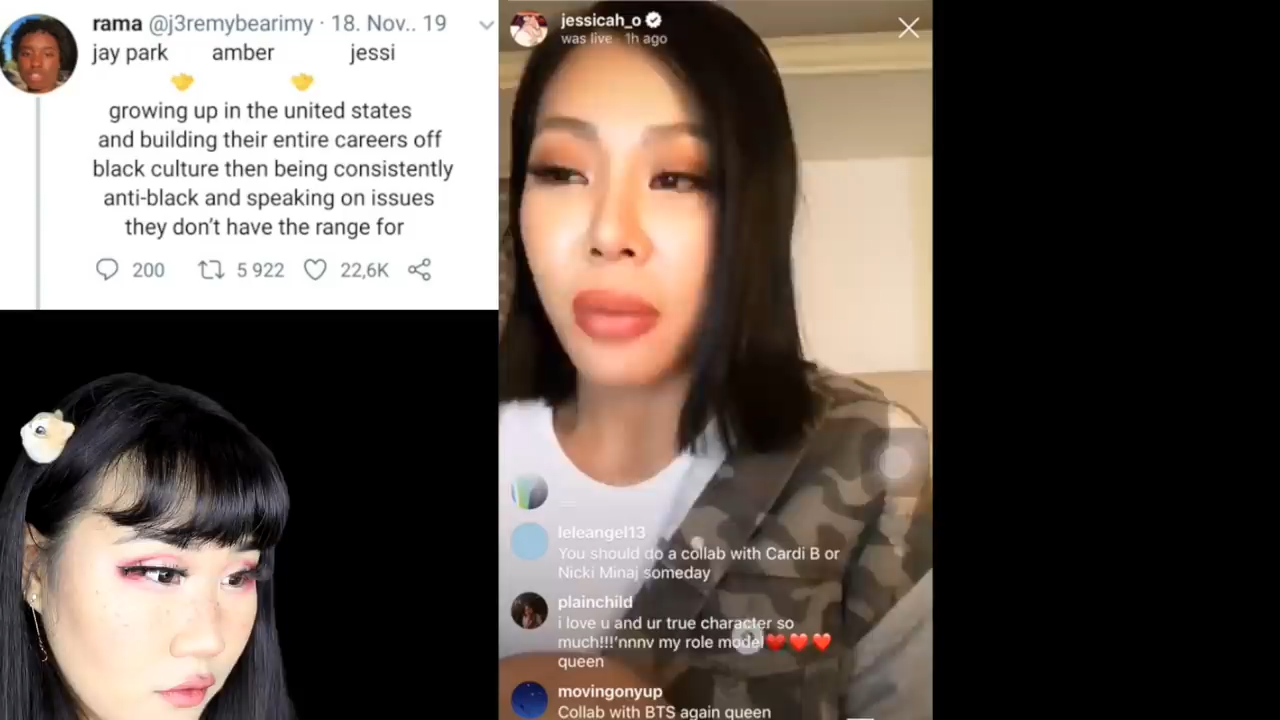 rama @j3remybearimy · 18. Nov.. 19
jay park amber jessi
growing up in the united states
and building their entire careers off
black culture then being consistently
anti-black and speaking on issues
they don't have the range for
200 5 922 22,6K
jessicah_o
was live · 1h ago
leleangel13
You should do a collab with Cardi B or
Nicki Minaj someday
plainchild
i love u and ur true character so
much!!!'nnnv my role model❤️❤️❤️
queen
movingonyup
Collab with BTS again queen